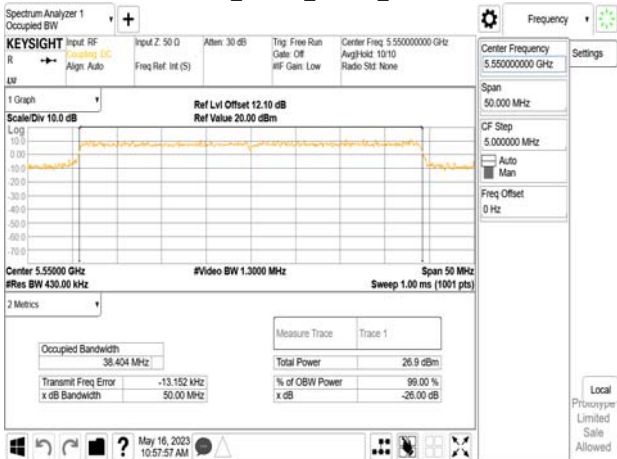 Spectrum Analyzer 1
Occupied BW
+
Frequency
KEYSIGHT
R
LXI
Input: RF
Coupling: DC
Align: Auto
Input Z: 50 Ω
Freq Ref: Int (S)
Atten: 30 dB
Trig: Free Run
Gate: Off
#IF Gain: Low
Center Freq: 5.550000000 GHz
Avg|Hold: 10/10
Radio Std: None
Center Frequency
5.550000000 GHz
Settings
Span
50.000 MHz
CF Step
5.000000 MHz
Auto
Man
Freq Offset
0 Hz
1 Graph
Scale/Div 10.0 dB
Ref Lvl Offset 12.10 dB
Ref Value 20.00 dBm
Log
10.0
0.00
-10.0
-20.0
-30.0
-40.0
-50.0
-60.0
-70.0
Center 5.55000 GHz
#Res BW 430.00 kHz
#Video BW 1.3000 MHz
Span 50 MHz
Sweep 1.00 ms (1001 pts)
2 Metrics
Measure Trace Trace 1
Occupied Bandwidth
38.404 MHz
Total Power 26.9 dBm
Transmit Freq Error -13.152 kHz
% of OBW Power 99.00 %
x dB Bandwidth 50.00 MHz
x dB -26.00 dB
Local
Prototype
Limited
Sale
Allowed
?
May 16, 2023
10:57:57 AM